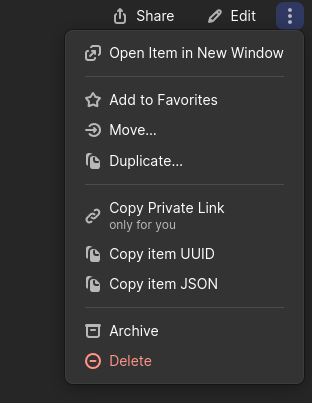 Share Edit
Open Item in New Window
Add to Favorites
Move...
Duplicate...
Copy Private Link
only for you
Copy item UUID
Copy item JSON
Archive
Delete